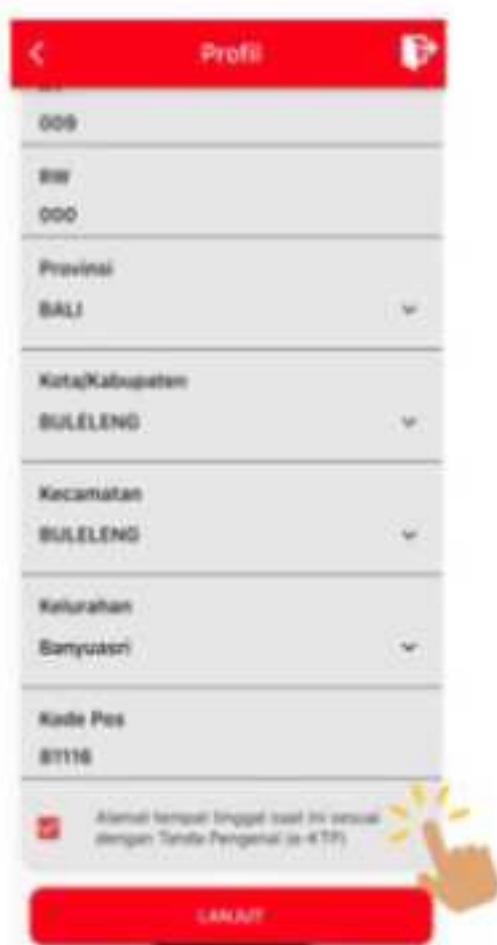 Profil
009
RW
000
Provinsi
BALI
Kota/Kabupaten
BULELENG
Kecamatan
BULELENG
Kelurahan
Banyuasri
Kode Pos
81116
Alamat tempat tinggal saat ini sesuai
dengan Tanda Pengenal (e-KTP)
LANJUT